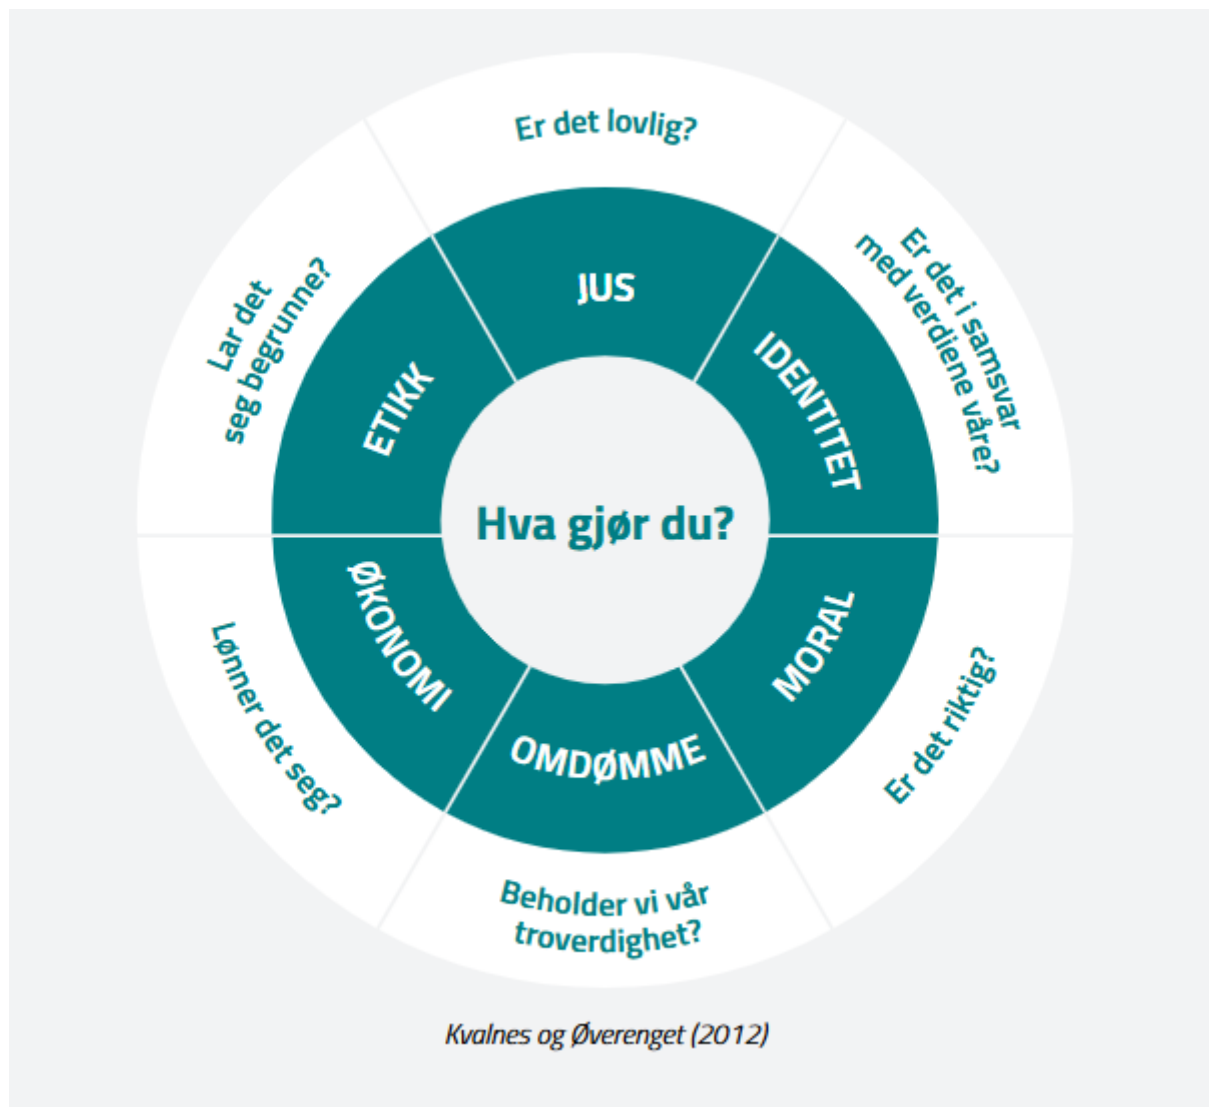 Er det lovlig?
JUS
Er det i samsvar
med verdiene våre?
IDENTITET
Er det riktig?
MORAL
Beholder vi vår
troverdighet?
OMDØMME
Lønner det seg?
ØKONOMI
Lar det
seg begrunne?
ETIKK
Hva gjør du?
Kvalnes og Øverenget (2012)